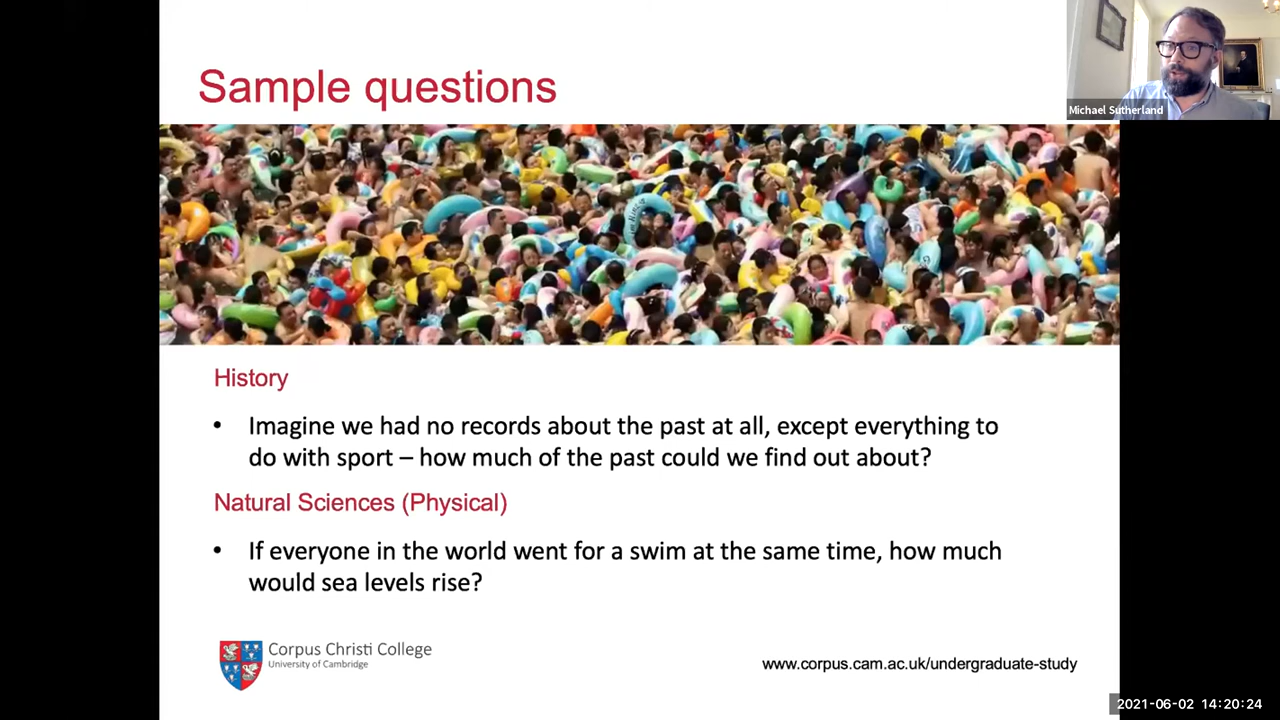 Sample questions
Michael Sutherland
History
• Imagine we had no records about the past at all, except everything to
do with sport – how much of the past could we find out about?
Natural Sciences (Physical)
• If everyone in the world went for a swim at the same time, how much
would sea levels rise?
Corpus Christi College
University of Cambridge
www.corpus.cam.ac.uk/undergraduate-study
2021-06-02 14:20:24